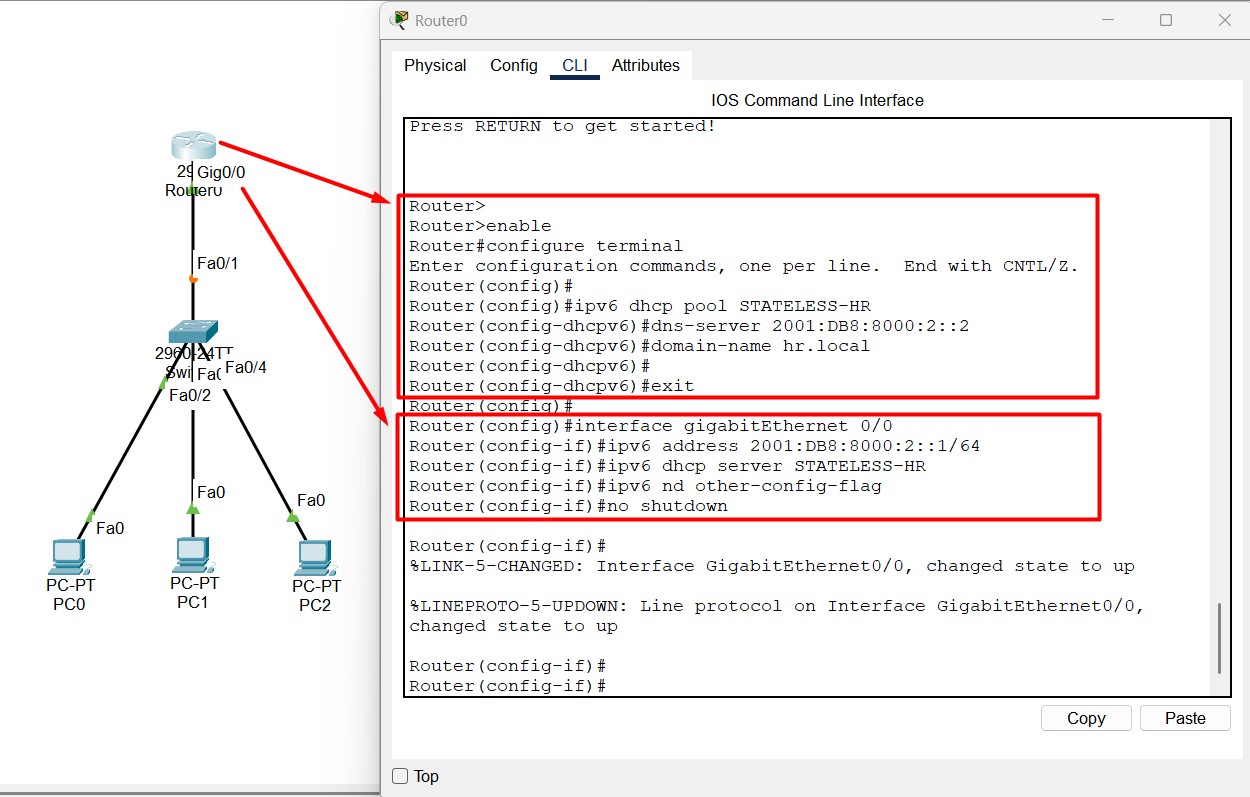 Router0
Physical Config CLI Attributes
IOS Command Line Interface
Press RETURN to get started!
Router>
Router>enable
Router#configure terminal
Enter configuration commands, one per line.  End with CNTL/Z.
Router(config)#
Router(config)#ipv6 dhcp pool STATELESS-HR
Router(config-dhcpv6)#dns-server 2001:DB8:8000:2::2
Router(config-dhcpv6)#domain-name hr.local
Router(config-dhcpv6)#
Router(config-dhcpv6)#exit
Router(config)#
Router(config)#interface gigabitEthernet 0/0
Router(config-if)#ipv6 address 2001:DB8:8000:2::1/64
Router(config-if)#ipv6 dhcp server STATELESS-HR
Router(config-if)#ipv6 nd other-config-flag
Router(config-if)#no shutdown
Router(config-if)#
%LINK-5-CHANGED: Interface GigabitEthernet0/0, changed state to up
%LINEPROTO-5-UPDOWN: Line protocol on Interface GigabitEthernet0/0,
changed state to up
Router(config-if)#
Router(config-if)#
Copy Paste
Top
Gig0/0
Router0
Fa0/1
2960-24TT
Fa0/4
Fa0/2
Fa0
Fa0
Fa0
PC-PT
PC0
PC-PT
PC1
PC-PT
PC2